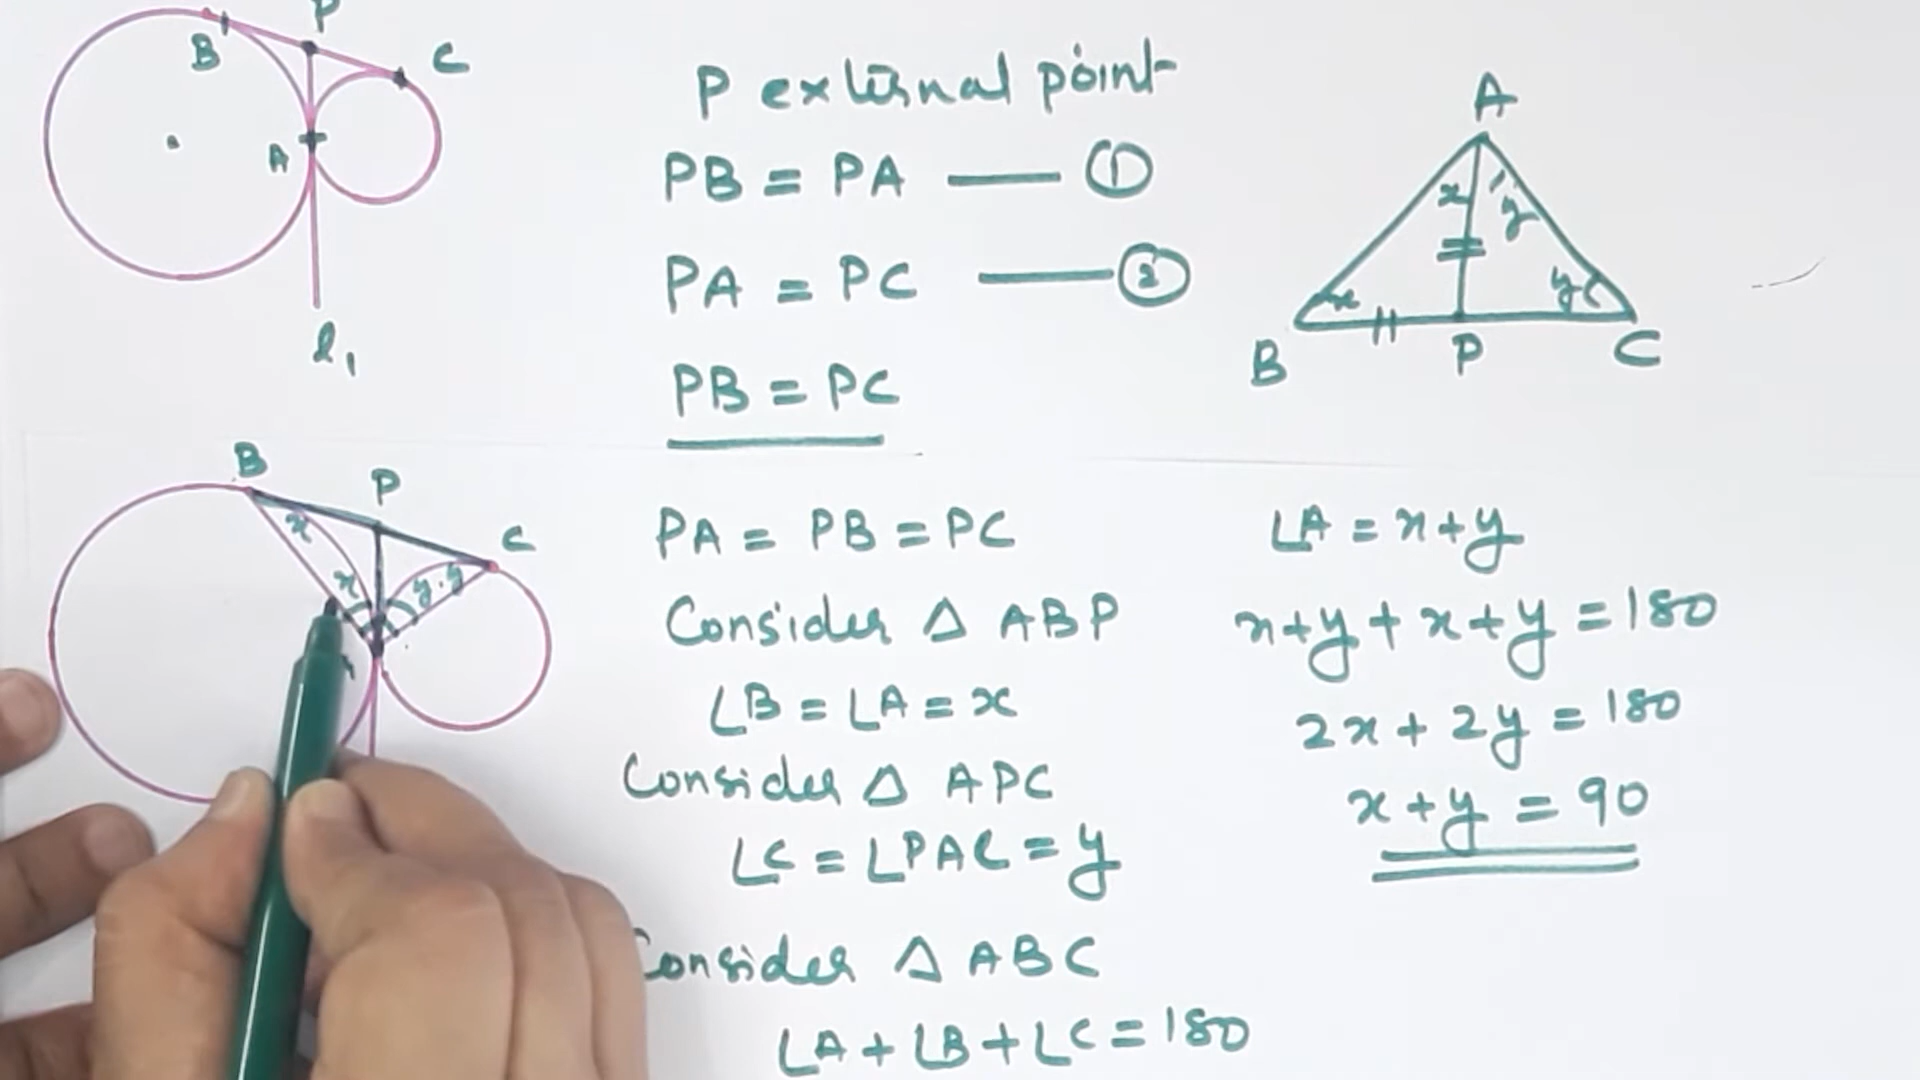 P
B
C
A
l₁
P external point
PB = PA —— ①
PA = PC —— ②
PB = PC
A
x
y
x
y
B
P
C
B
P
C
x
x
y
y
PA = PB = PC
Consider △ ABP
∠B = ∠A = x
Consider △ APC
∠C = ∠PAC = y
Consider △ ABC
∠A + ∠B + ∠C = 180
∠A = x+y
x+y + x+y = 180
2x + 2y = 180
x + y = 90